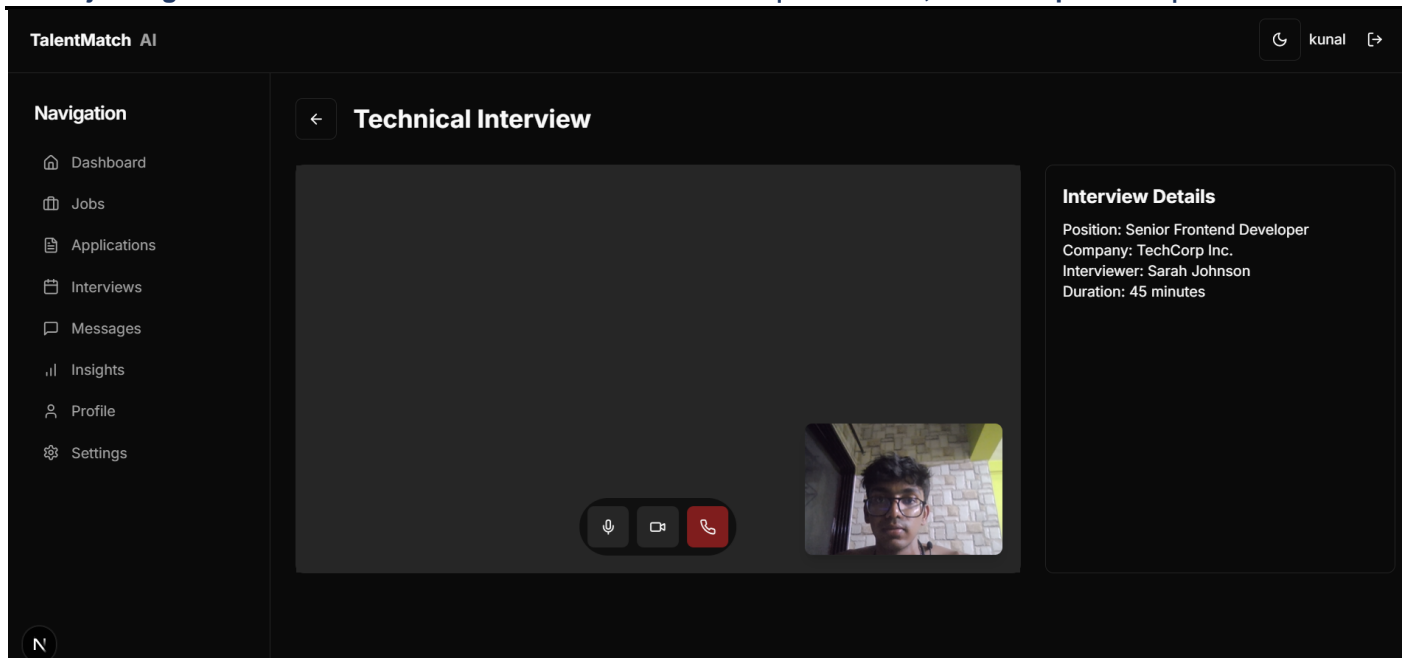 TalentMatch AI
kunal
Navigation
Dashboard
Jobs
Applications
Interviews
Messages
Insights
Profile
Settings
Technical Interview
Interview Details
Position: Senior Frontend Developer
Company: TechCorp Inc.
Interviewer: Sarah Johnson
Duration: 45 minutes
N